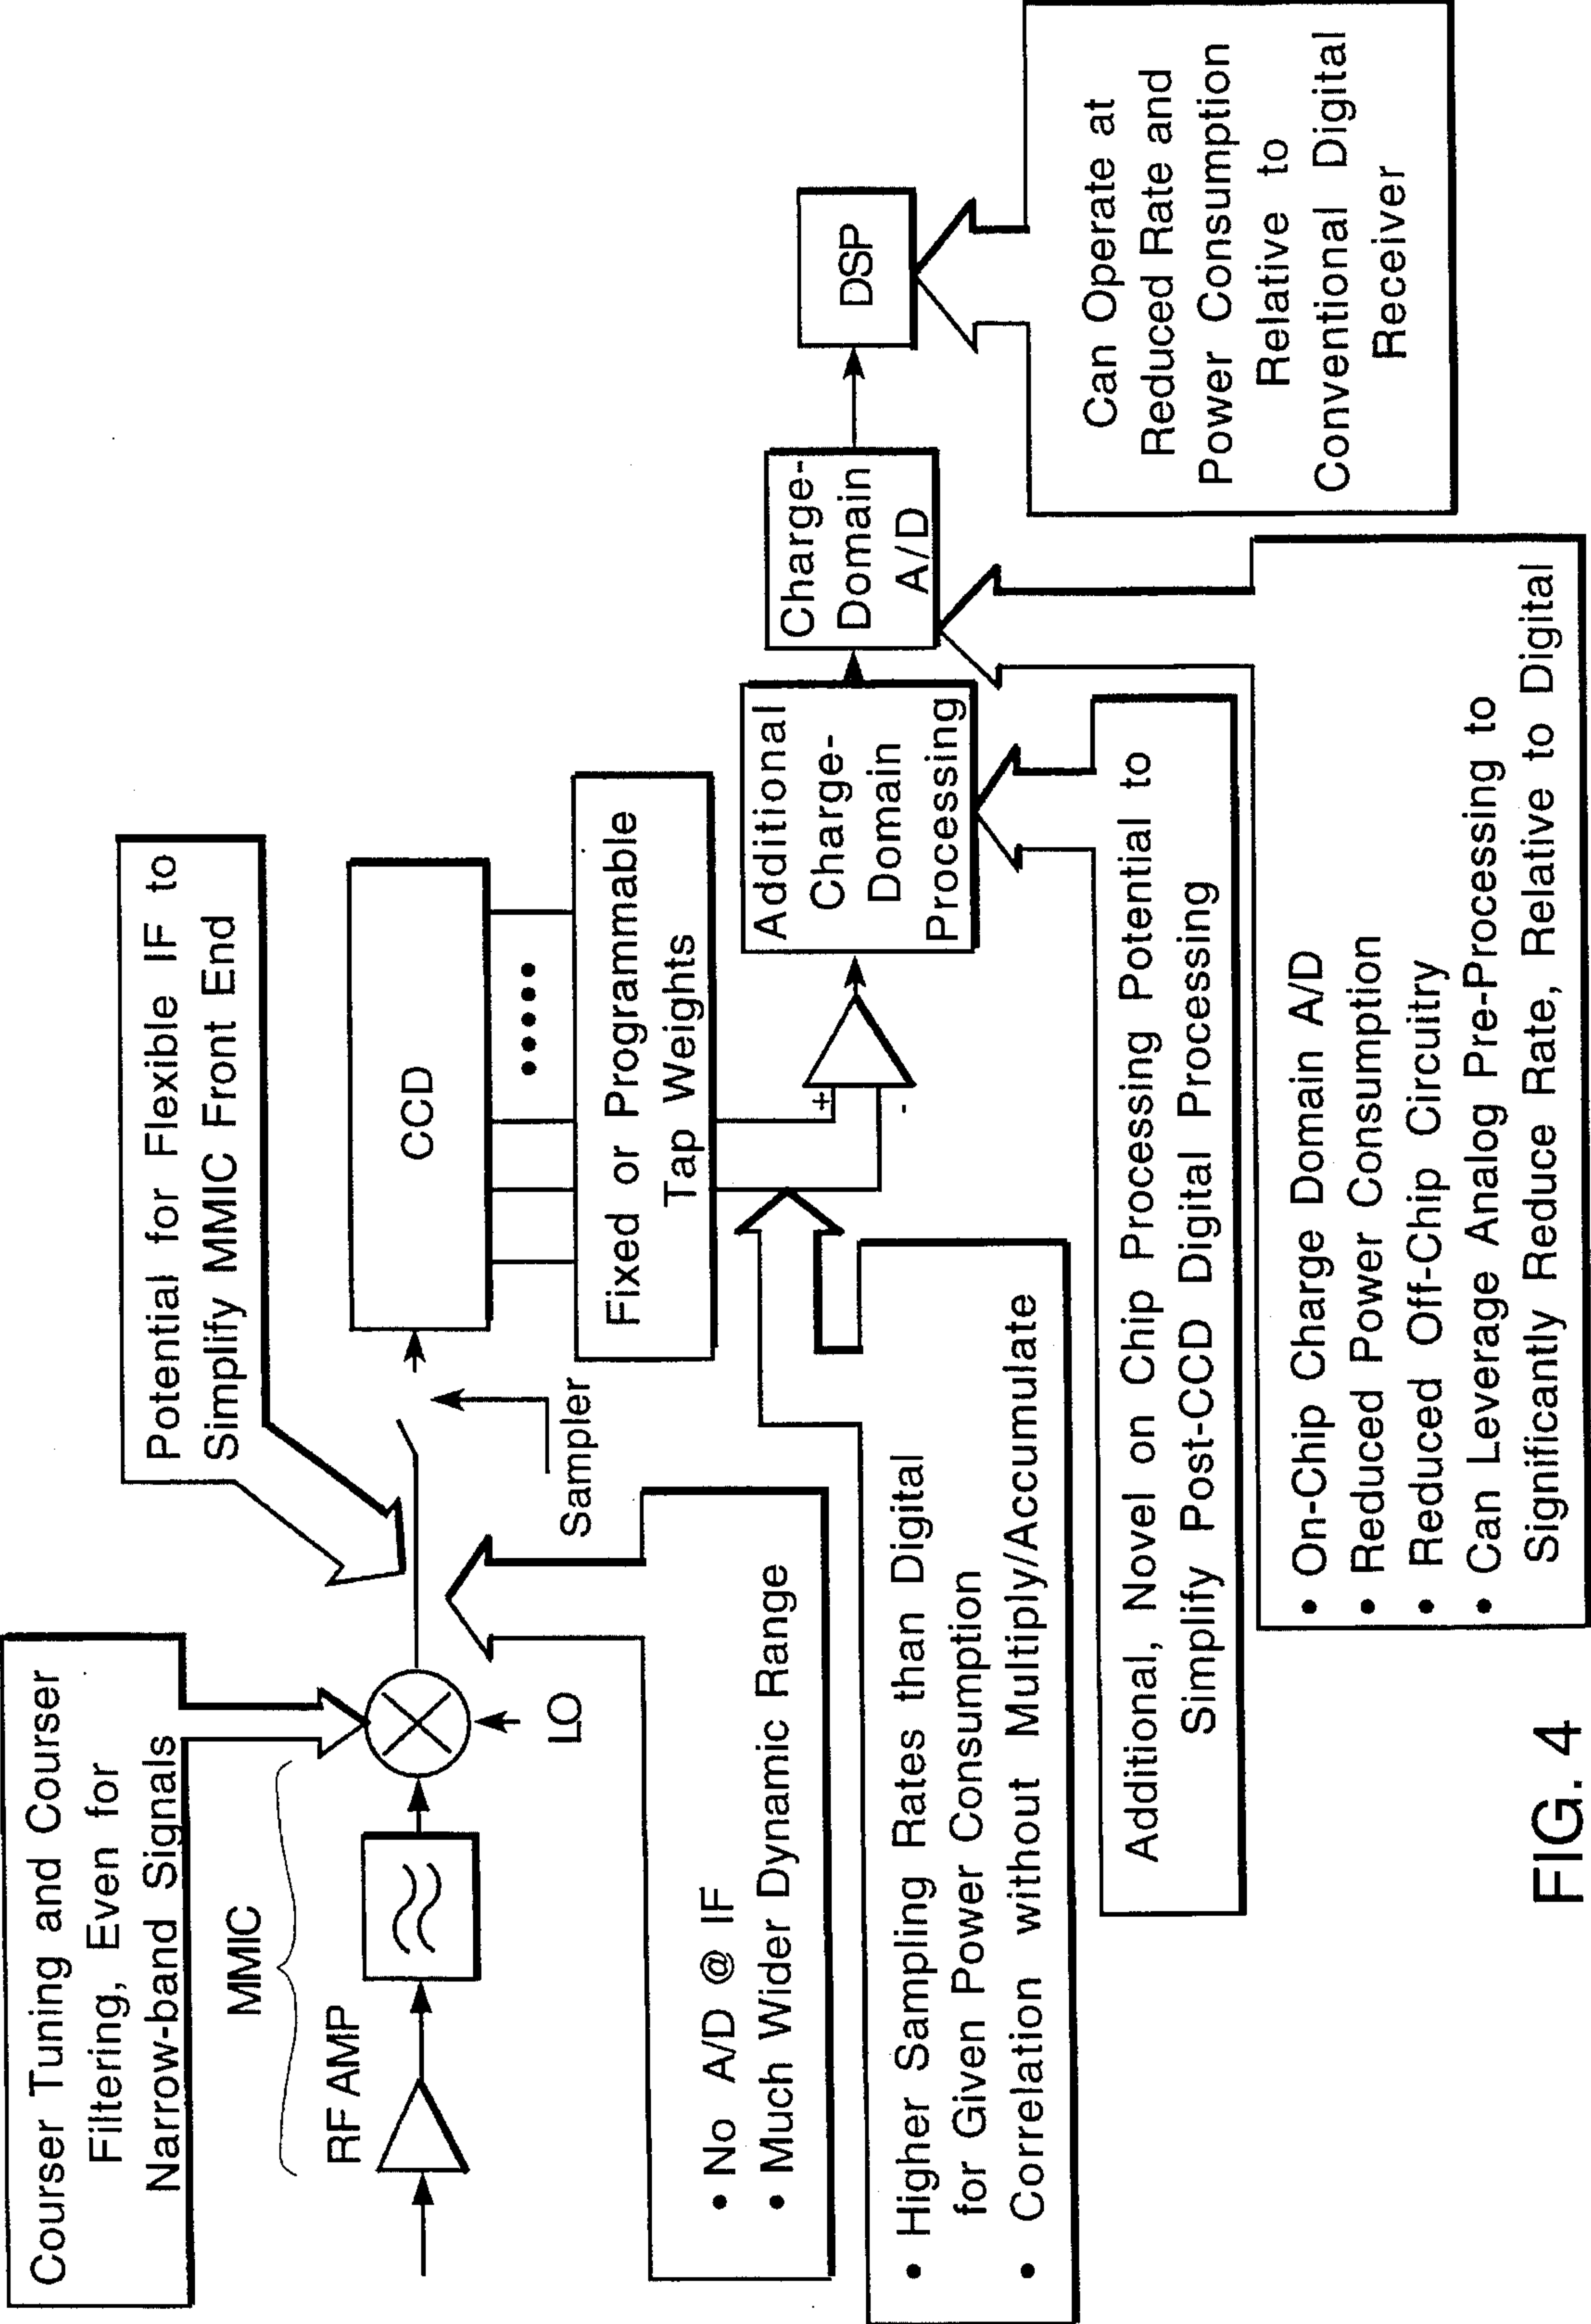 Courser Tuning and Courser
Filtering, Even for
Narrow-band Signals
Potential for Flexible IF to
Simplify MMIC Front End
MMIC
RF AMP
LO
Sampler
CCD
•••••
Fixed or Programmable
Tap Weights
+
-
Additional
Charge-
Domain
Processing
Charge-
Domain
A/D
DSP
• No A/D @ IF
• Much Wider Dynamic Range
• Higher Sampling Rates than Digital
for Given Power Consumption
• Correlation without Multiply/Accumulate
Additional, Novel on Chip Processing Potential to
Simplify Post-CCD Digital Processing
• On-Chip Charge Domain A/D
• Reduced Power Consumption
• Reduced Off-Chip Circuitry
• Can Leverage Analog Pre-Processing to
Significantly Reduce Rate, Relative to Digital
Can Operate at
Reduced Rate and
Power Consumption
Relative to
Conventional Digital
Receiver
FIG. 4